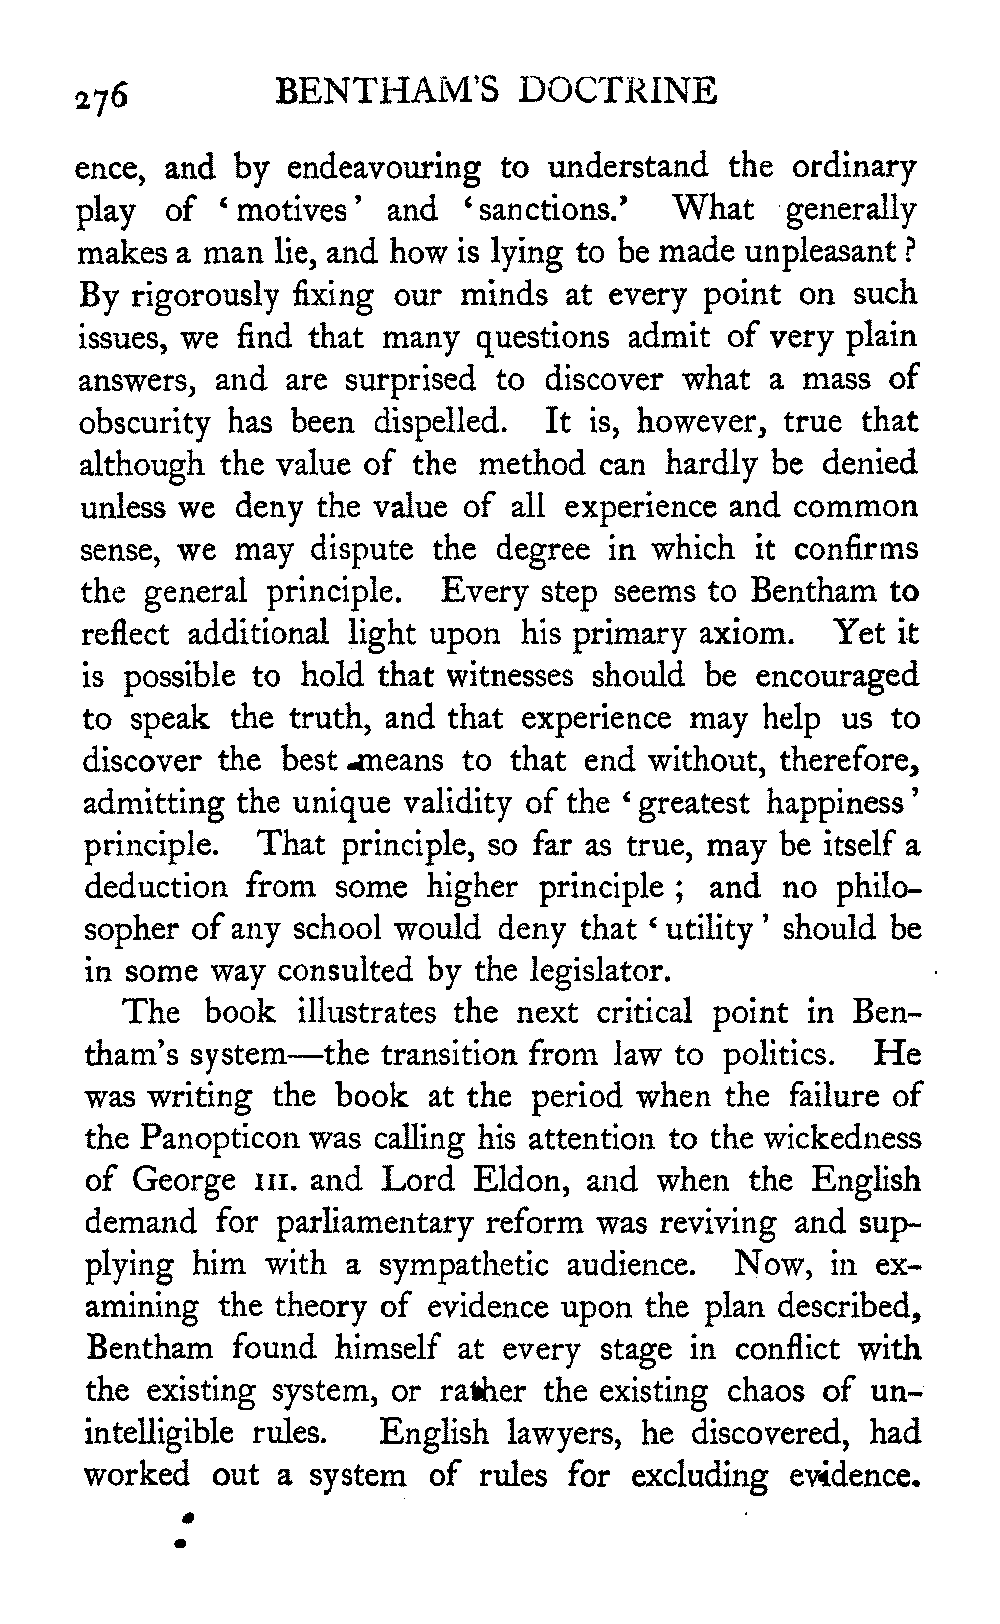 276 BENTHAM'S DOCTRINE
ence, and by endeavouring to understand the ordinary
play of ‘motives’ and ‘sanctions.’ What generally
makes a man lie, and how is lying to be made unpleasant?
By rigorously fixing our minds at every point on such
issues, we find that many questions admit of very plain
answers, and are surprised to discover what a mass of
obscurity has been dispelled. It is, however, true that
although the value of the method can hardly be denied
unless we deny the value of all experience and common
sense, we may dispute the degree in which it confirms
the general principle. Every step seems to Bentham to
reflect additional light upon his primary axiom. Yet it
is possible to hold that witnesses should be encouraged
to speak the truth, and that experience may help us to
discover the best means to that end without, therefore,
admitting the unique validity of the ‘greatest happiness’
principle. That principle, so far as true, may be itself a
deduction from some higher principle; and no philo-
sopher of any school would deny that ‘utility’ should be
in some way consulted by the legislator.
The book illustrates the next critical point in Ben-
tham's system—the transition from law to politics. He
was writing the book at the period when the failure of
the Panopticon was calling his attention to the wickedness
of George III. and Lord Eldon, and when the English
demand for parliamentary reform was reviving and sup-
plying him with a sympathetic audience. Now, in ex-
amining the theory of evidence upon the plan described,
Bentham found himself at every stage in conflict with
the existing system, or rather the existing chaos of un-
intelligible rules. English lawyers, he discovered, had
worked out a system of rules for excluding evidence.